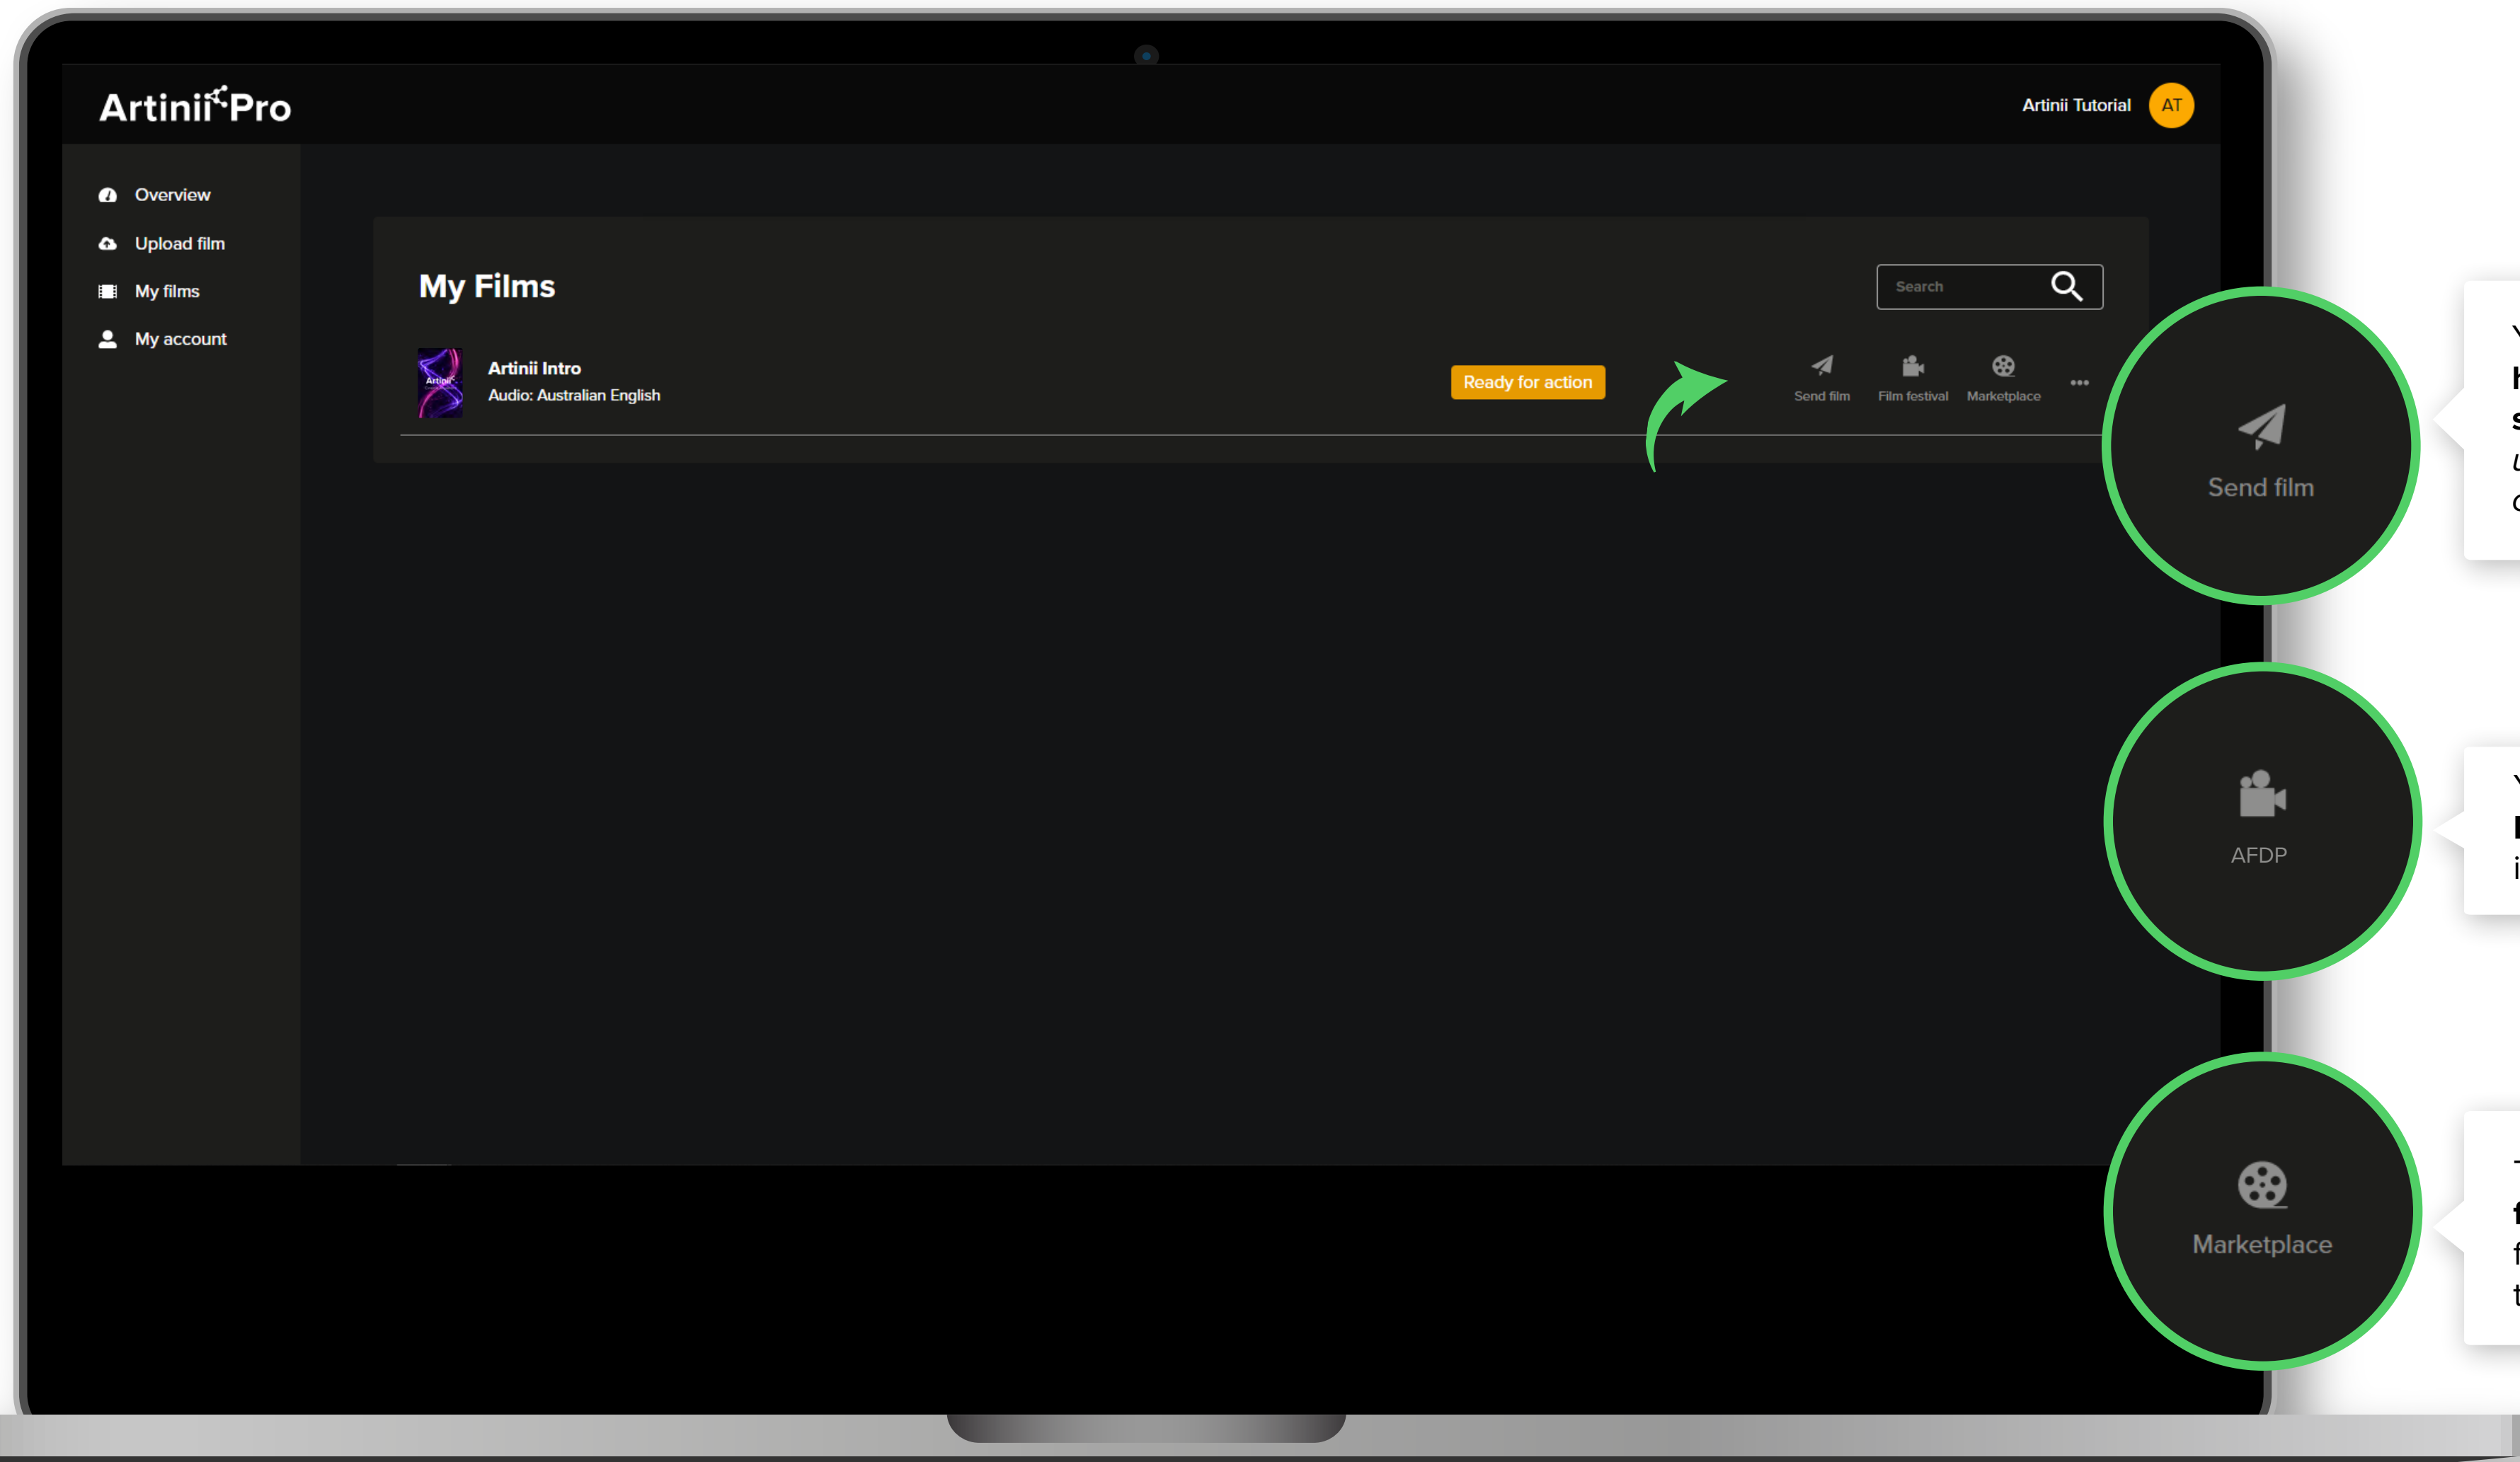 Artinii Pro
Artinii Tutorial AT
Overview
Upload film
My films
My account
My Films
Search
Artinii
Artinii Intro
Audio: Australian English
Ready for action
Send film
Film festival
Marketplace
Send film
AFDP
Marketplace